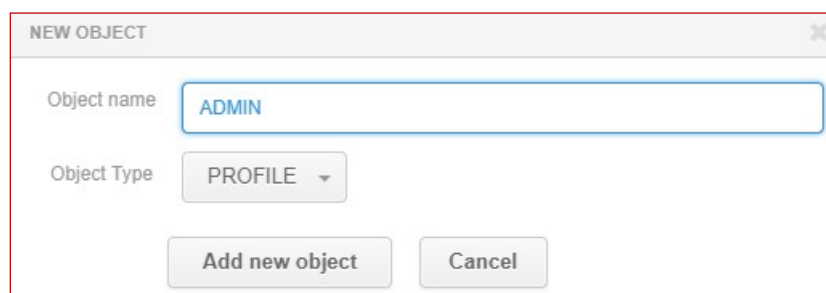 NEW OBJECT
Object name
ADMIN
Object Type
PROFILE
Add new object
Cancel